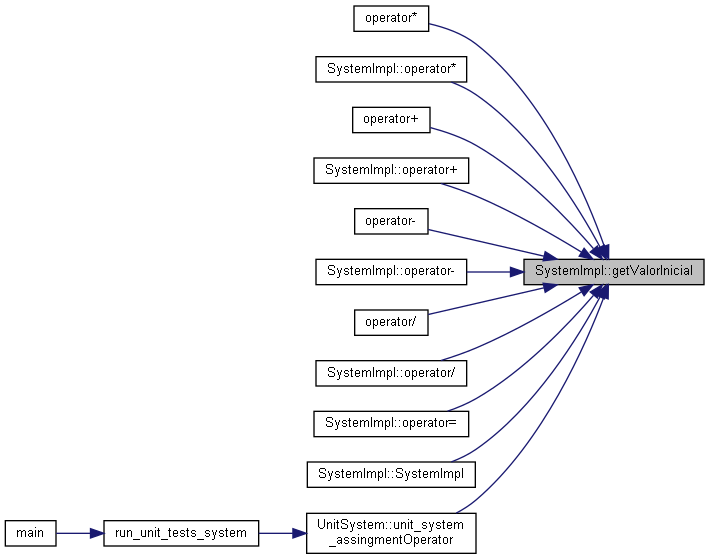 operator*
SystemImpl::operator*
operator+
SystemImpl::operator+
operator-
SystemImpl::getValorInicial
SystemImpl::operator-
operator/
SystemImpl::operator/
SystemImpl::operator=
SystemImpl::SystemImpl
main
run_unit_tests_system
UnitSystem::unit_system
_assingmentOperator